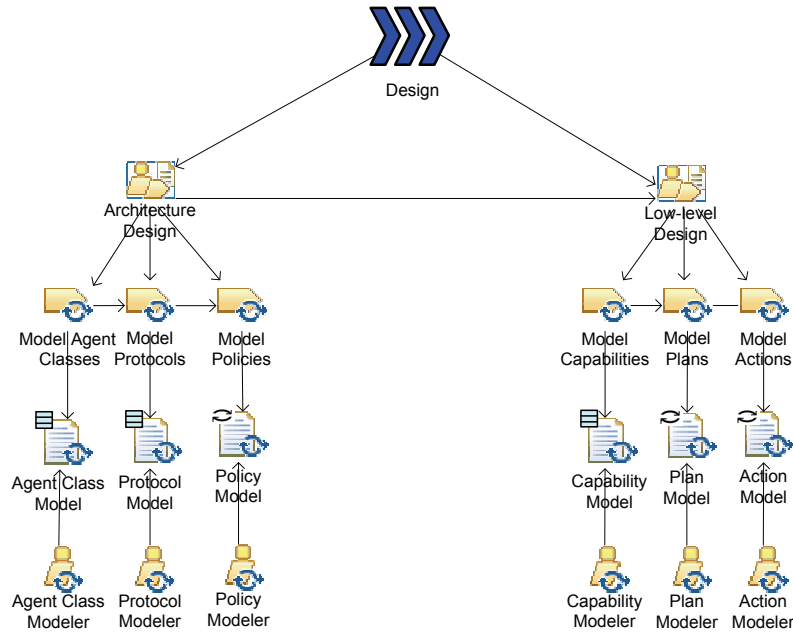 Design
Architecture
Design
Low-level
Design
Model Agent
Classes
Model
Protocols
Model
Policies
Model
Capabilities
Model
Plans
Model
Actions
Agent Class
Model
Protocol
Model
Policy
Model
Capability
Model
Plan
Model
Action
Model
Agent Class
Modeler
Protocol
Modeler
Policy
Modeler
Capability
Modeler
Plan
Modeler
Action
Modeler